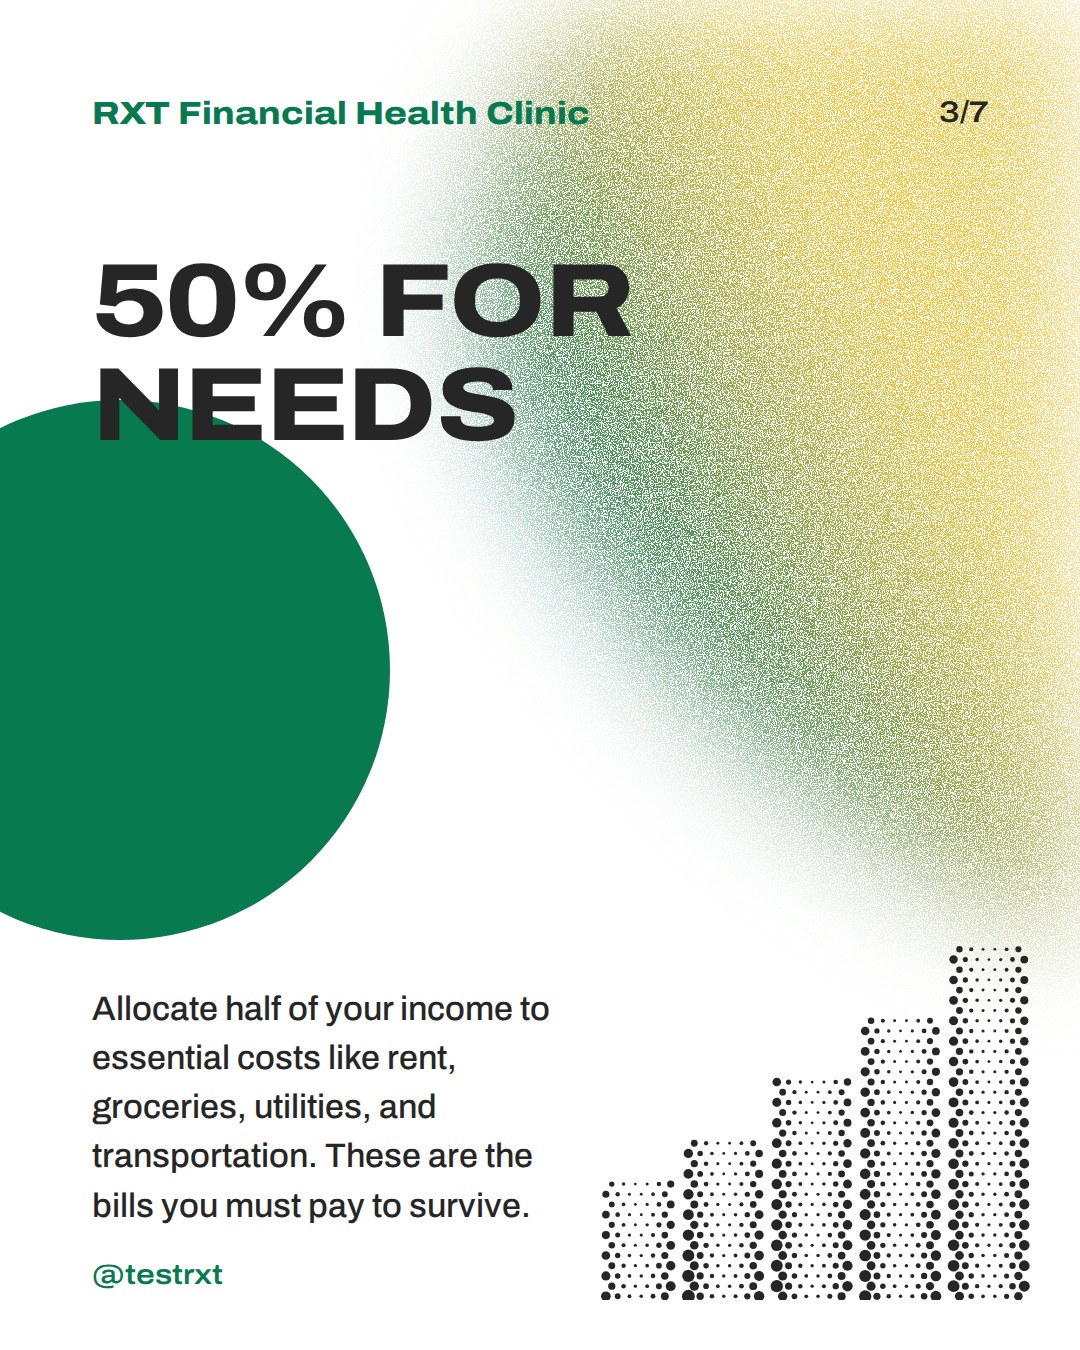 RXT Financial Health Clinic
3/7
50% FOR
NEEDS
Allocate half of your income to
essential costs like rent,
groceries, utilities, and
transportation. These are the
bills you must pay to survive.
@testrxt